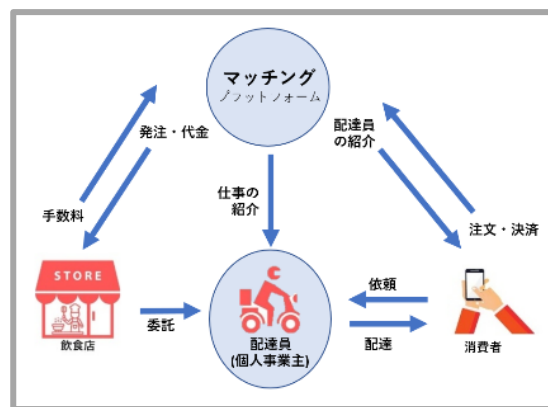 マッチング
プラットフォーム
発注・代金
配達員
の紹介
仕事の
紹介
手数料
注文・決済
STORE
飲食店
委託
依頼
配達
配達員
(個人事業主)
消費者